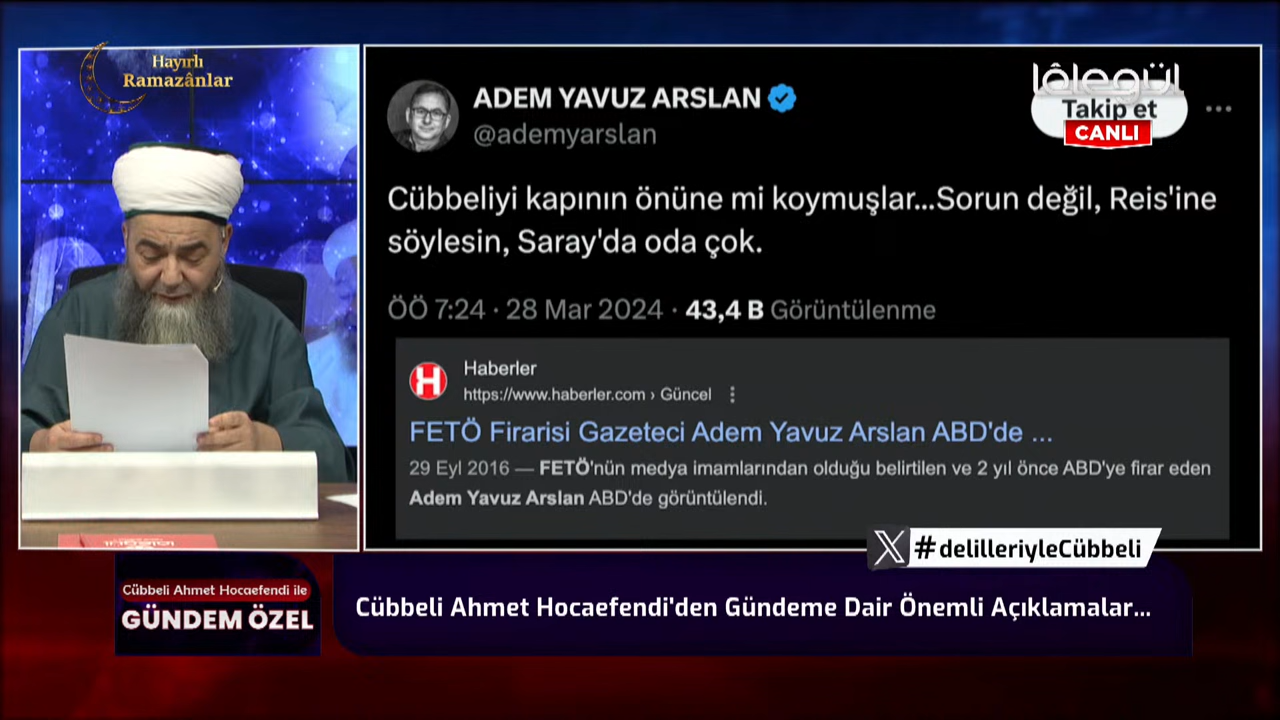 Hayırlı
Ramazânlar
ADEM YAVUZ ARSLAN
@ademyarslan
lâlegül
Takip et
CANLI
Cübbeliyi kapının önüne mi koymuşlar...Sorun değil, Reis'ine
söylesin, Saray'da oda çok.
ÖÖ 7:24 · 28 Mar 2024 · 43,4 B Görüntülenme
Haberler
https://www.haberler.com › Güncel
FETÖ Firarisi Gazeteci Adem Yavuz Arslan ABD'de ...
29 Eyl 2016 — FETÖ'nün medya imamlarından olduğu belirtilen ve 2 yıl önce ABD'ye firar eden
Adem Yavuz Arslan ABD'de görüntülendi.
#delilleriyleCübbeli
Cübbeli Ahmet Hocaefendi ile
GÜNDEM ÖZEL
Cübbeli Ahmet Hocaefendi'den Gündeme Dair Önemli Açıklamalar...